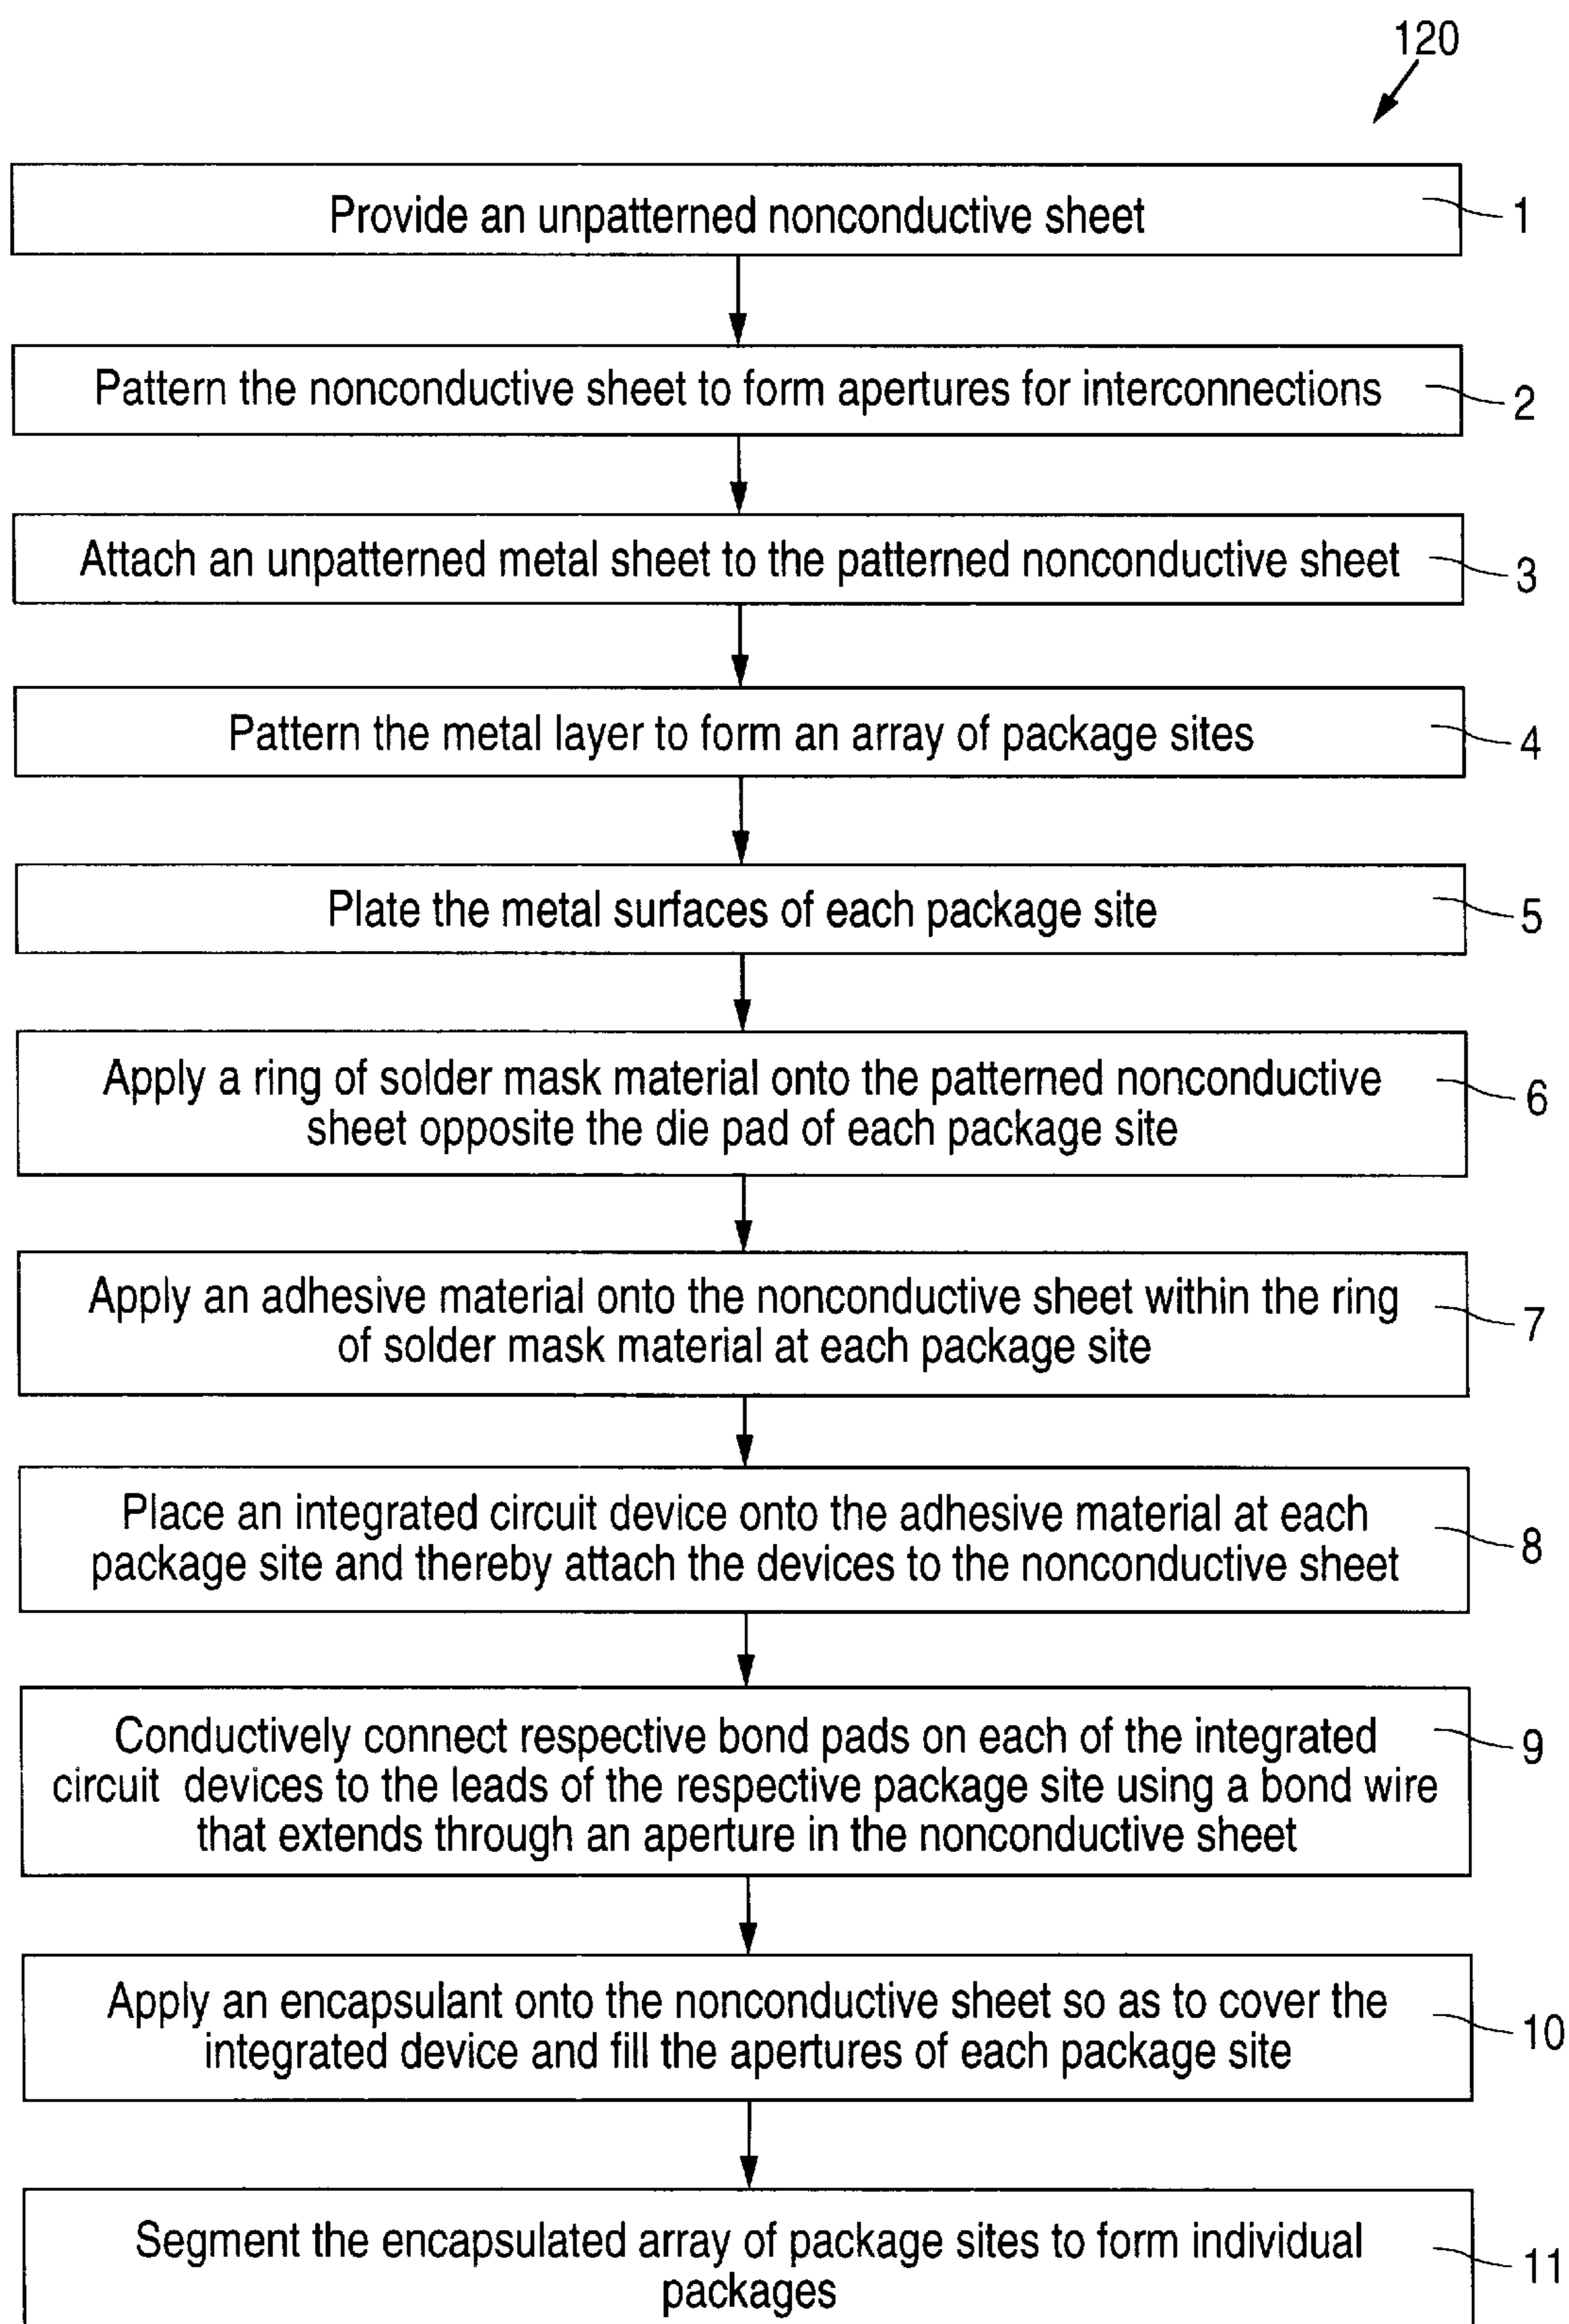 120
Provide an unpatterned nonconductive sheet
1
Pattern the nonconductive sheet to form apertures for interconnections
2
Attach an unpatterned metal sheet to the patterned nonconductive sheet
3
Pattern the metal layer to form an array of package sites
4
Plate the metal surfaces of each package site
5
Apply a ring of solder mask material onto the patterned nonconductive
sheet opposite the die pad of each package site
6
Apply an adhesive material onto the nonconductive sheet within the ring
of solder mask material at each package site
7
Place an integrated circuit device onto the adhesive material at each
package site and thereby attach the devices to the nonconductive sheet
8
Conductively connect respective bond pads on each of the integrated
circuit devices to the leads of the respective package site using a bond wire
that extends through an aperture in the nonconductive sheet
9
Apply an encapsulant onto the nonconductive sheet so as to cover the
integrated device and fill the apertures of each package site
10
Segment the encapsulated array of package sites to form individual
packages
11